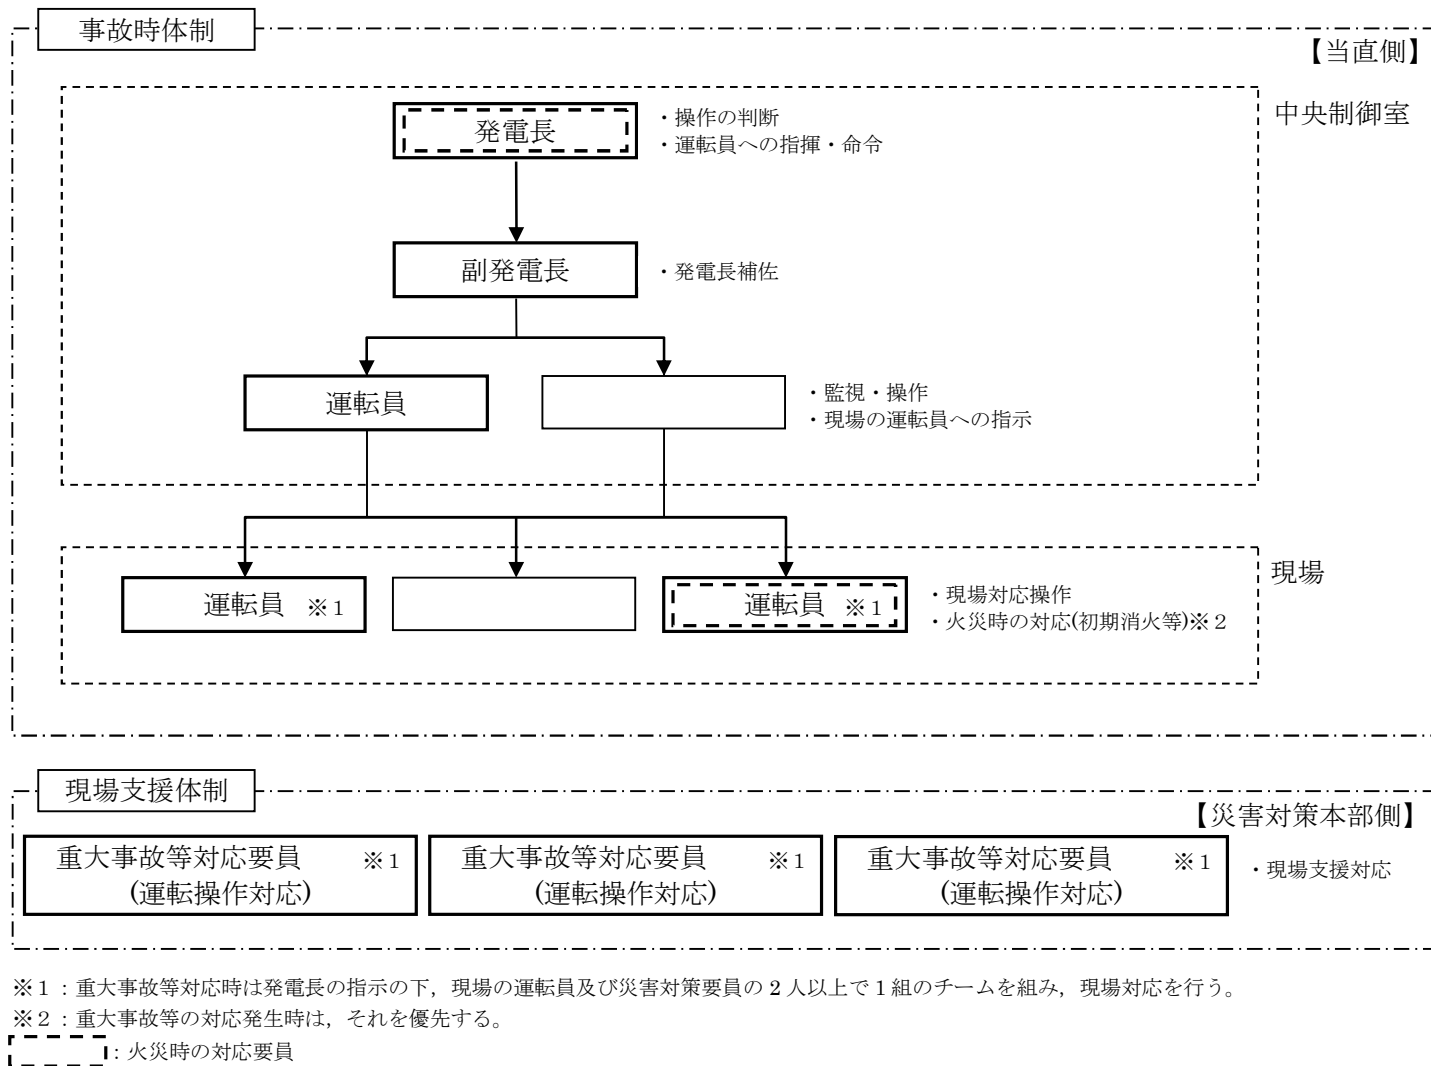 事故時体制
【当直側】
中央制御室
発電長
・操作の判断
・運転員への指揮・命令
副発電長
・発電長補佐
運転員
・監視・操作
・現場の運転員への指示
現場
運転員 ※1
運転員 ※1
・現場対応操作
・火災時の対応(初期消火等)※2
現場支援体制
【災害対策本部側】
重大事故等対応要員 ※1
(運転操作対応)
重大事故等対応要員 ※1
(運転操作対応)
重大事故等対応要員 ※1
(運転操作対応)
・現場支援対応
※1：重大事故等対応時は発電長の指示の下，現場の運転員及び災害対策要員の 2 人以上で 1 組のチームを組み，現場対応を行う。
※2：重大事故等の対応発生時は，それを優先する。
：火災時の対応要員